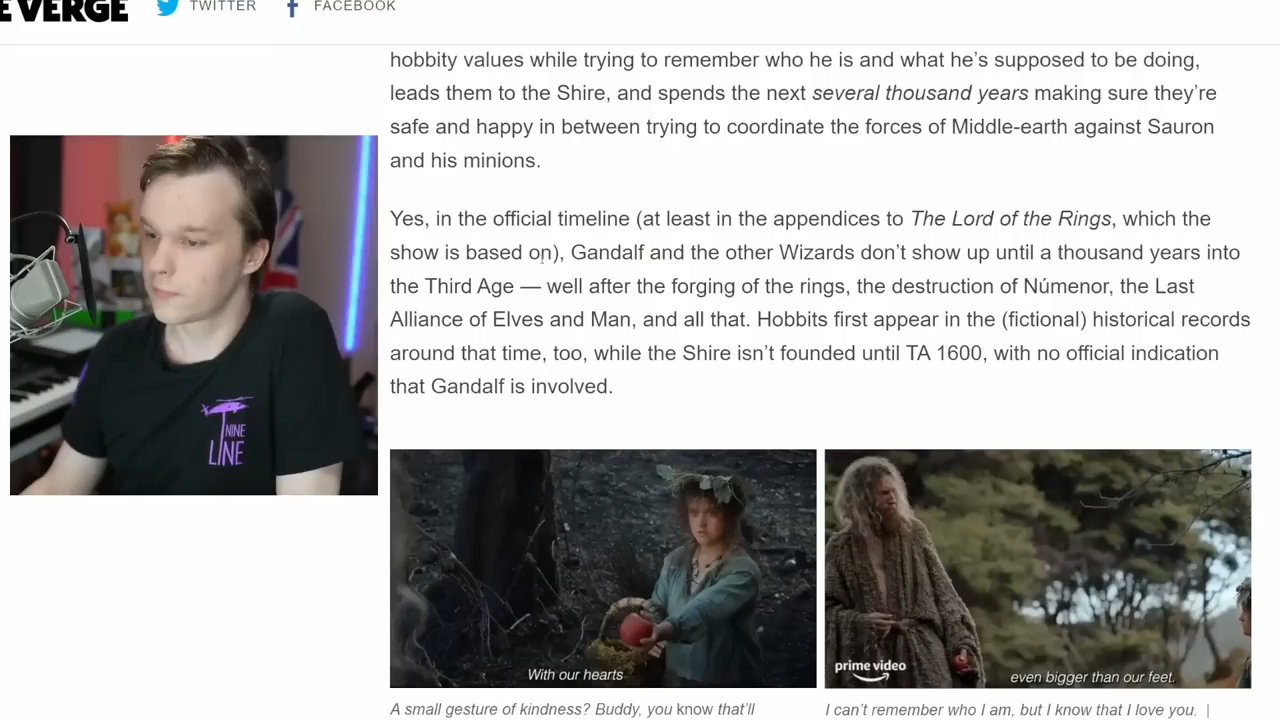 E VERGE
TWITTER
FACEBOOK
hobbity values while trying to remember who he is and what he's supposed to be doing,
leads them to the Shire, and spends the next several thousand years making sure they're
safe and happy in between trying to coordinate the forces of Middle-earth against Sauron
and his minions.
Yes, in the official timeline (at least in the appendices to The Lord of the Rings, which the
show is based on), Gandalf and the other Wizards don't show up until a thousand years into
the Third Age — well after the forging of the rings, the destruction of Númenor, the Last
Alliance of Elves and Man, and all that. Hobbits first appear in the (fictional) historical records
around that time, too, while the Shire isn't founded until TA 1600, with no official indication
that Gandalf is involved.
NINE
LINE
With our hearts
prime video
even bigger than our feet.
A small gesture of kindness? Buddy, you know that'll
I can't remember who I am, but I know that I love you. |